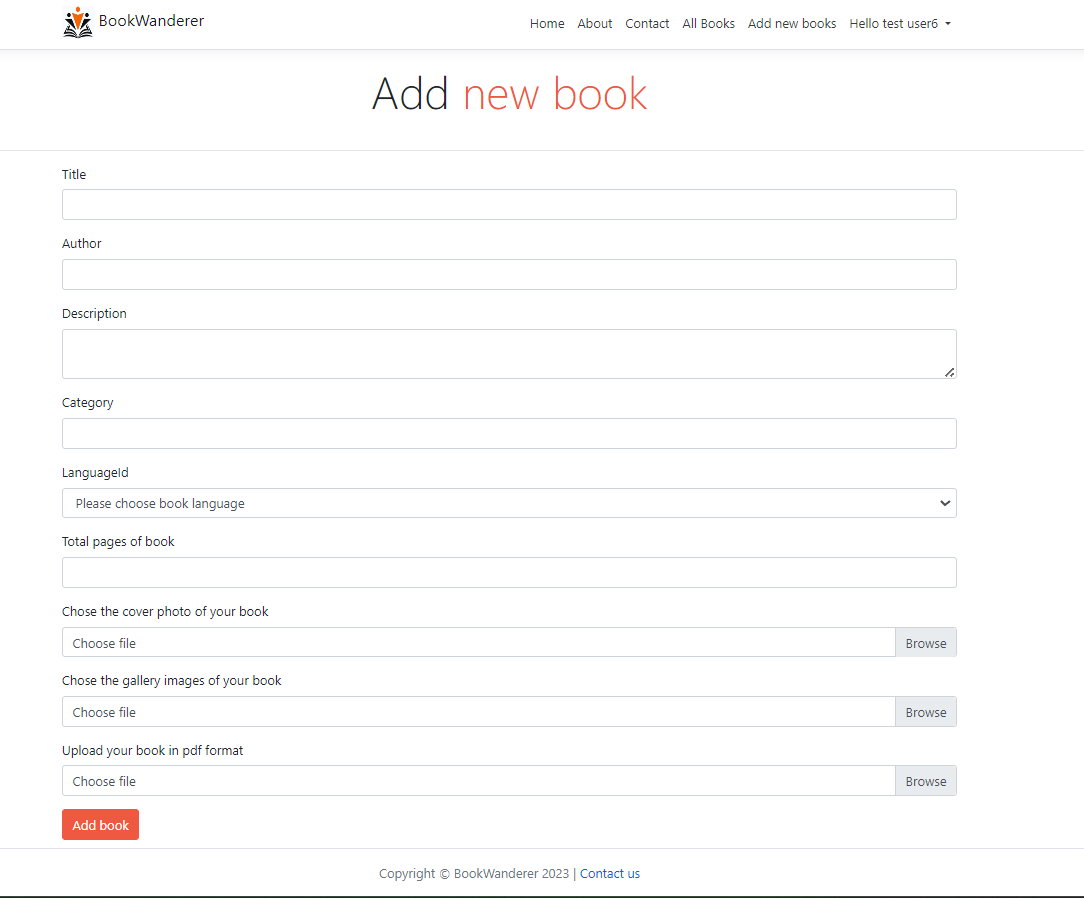 BookWanderer
Home About Contact All Books Add new books Hello test user6
Add new book
Title
Author
Description
Category
LanguageId
Please choose book language
Total pages of book
Chose the cover photo of your book
Choose file Browse
Chose the gallery images of your book
Choose file Browse
Upload your book in pdf format
Choose file Browse
Add book
Copyright © BookWanderer 2023 | Contact us